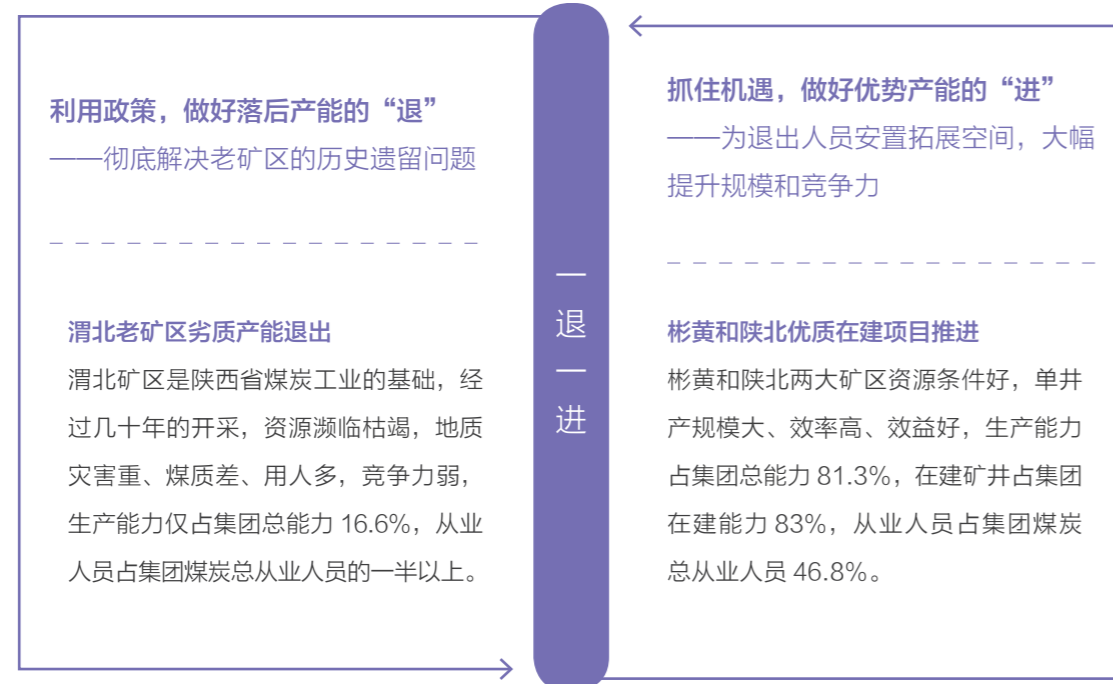 利用政策，做好落后产能的“退”
——彻底解决老矿区的历史遗留问题
渭北老矿区劣质产能退出
渭北矿区是陕西省煤炭工业的基础，经
过几十年的开采，资源濒临枯竭，地质
灾害重、煤质差、用人多，竞争力弱，
生产能力仅占集团总能力 16.6%，从业
人员占集团煤炭总从业人员的一半以上。
一
退
一
进
抓住机遇，做好优势产能的“进”
——为退出人员安置拓展空间，大幅
提升规模和竞争力
彬黄和陕北优质在建项目推进
彬黄和陕北两大矿区资源条件好，单井
产规模大、效率高、效益好，生产能力
占集团总能力 81.3%，在建矿井占集团
在建能力 83%，从业人员占集团煤炭
总从业人员 46.8%。